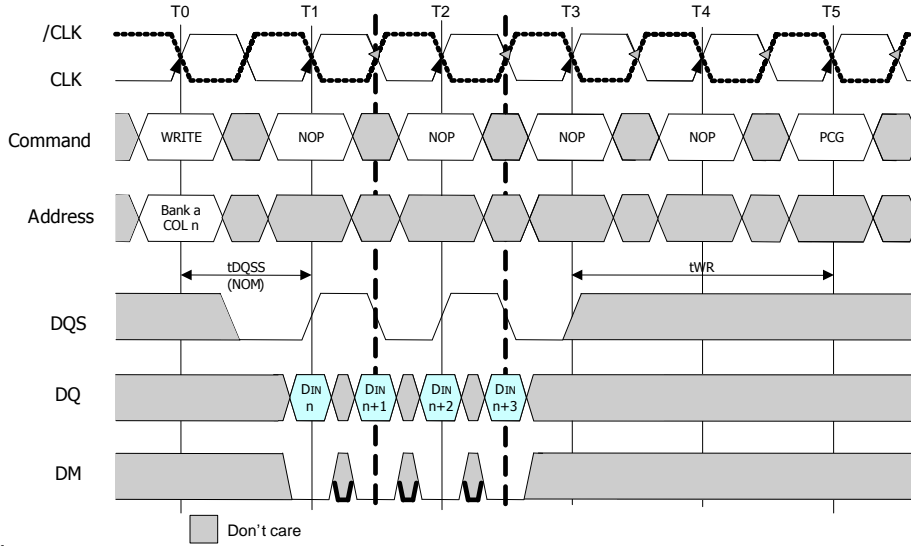 T0 T1 T2 T3 T4 T5
/CLK
CLK
Command WRITE NOP NOP NOP NOP PCG
Address Bank a
COL n
tDQSS
(NOM)
tWR
DQS
DQ DIN DIN DIN DIN
n n+1 n+2 n+3
DM
Don't care